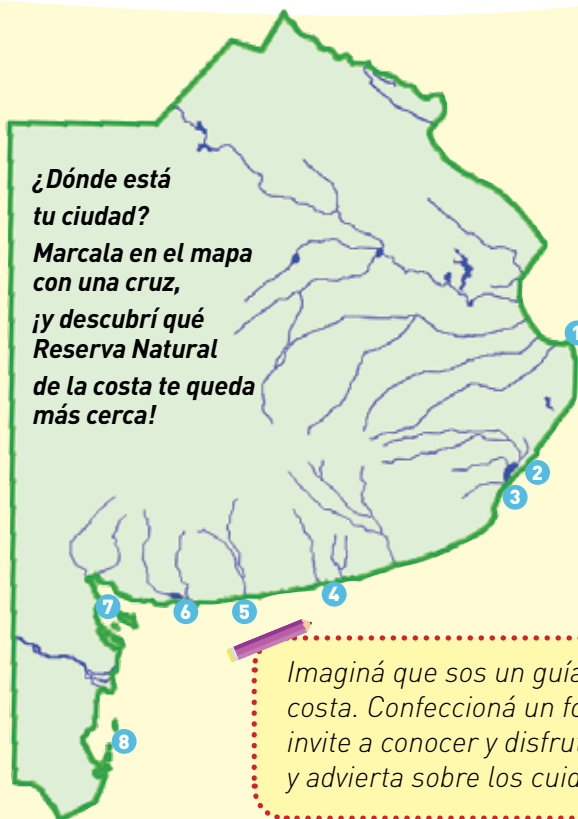 ¿Dónde está
tu ciudad?
Marcala en el mapa
con una cruz,
¡y descubrí qué
Reserva Natural
de la costa te queda
más cerca!
1
2
3
4
5
6
7
8
Imaginá que sos un guía
costa. Confeccioná un fo
invite a conocer y disfrut
y advierta sobre los cuid